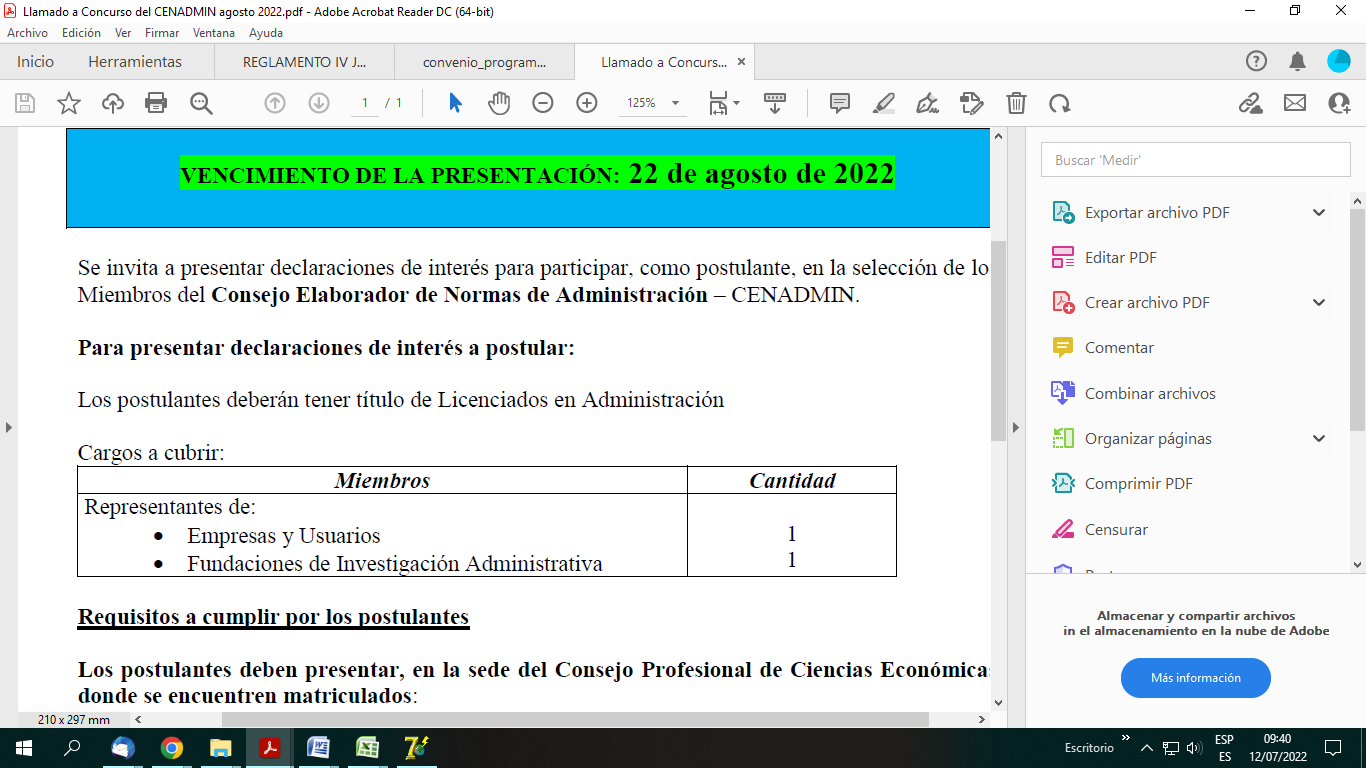 Llamado a Concurso del CENADMIN agosto 2022.pdf - Adobe Acrobat Reader DC (64-bit)
Archivo Edición Ver Firmar Ventana Ayuda
Inicio Herramientas REGLAMENTO IV J... convenio_program... Llamado a Concurs... ×
1 / 1 125%
VENCIMIENTO DE LA PRESENTACIÓN: 22 de agosto de 2022
Se invita a presentar declaraciones de interés para participar, como postulante, en la selección de lo
Miembros del Consejo Elaborador de Normas de Administración – CENADMIN.
Para presentar declaraciones de interés a postular:
Los postulantes deberán tener título de Licenciados en Administración
Cargos a cubrir:
Miembros Cantidad
Representantes de:
• Empresas y Usuarios 1
• Fundaciones de Investigación Administrativa 1
Requisitos a cumplir por los postulantes
Los postulantes deben presentar, en la sede del Consejo Profesional de Ciencias Económicas
donde se encuentren matriculados:
210 x 297 mm
Buscar 'Medir'
Exportar archivo PDF
Editar PDF
Crear archivo PDF
Comentar
Combinar archivos
Organizar páginas
Comprimir PDF
Censurar
Almacenar y compartir archivos
in el almacenamiento en la nube de Adobe
Más información
Escritorio » ESP 09:40
ES 12/07/2022